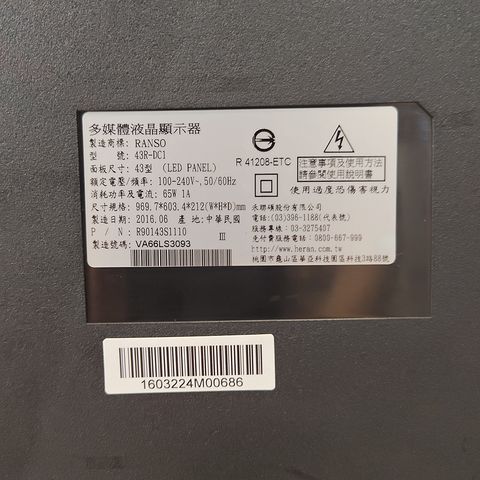 多媒體液晶顯示器
製造商標: RANSO
型　　號: 43R-DC1
面板尺寸: 43型 (LED PANEL)
額定電壓/頻率: 100-240V~,50/60Hz
消耗功率及電流: 65W 1A
尺寸規格: 969.7*603.4*212(W*H*D)mm
製造日期: 2016.06 產 地:中華民國
P / N : R90143S1110 III
製造號碼: VA66LS3093
R 41208-ETC
注意事項及使用方法
請參閱使用說明書
使用過度恐傷害視力
禾聯碩股份有限公司
電話:(03)396-1188(代表號)
服務專線: 03-3275407
免付費服務電話: 0800-667-999
http://www.heran.com.tw
桃園市龜山區華亞科技園區科技3路88號
1603224M00686